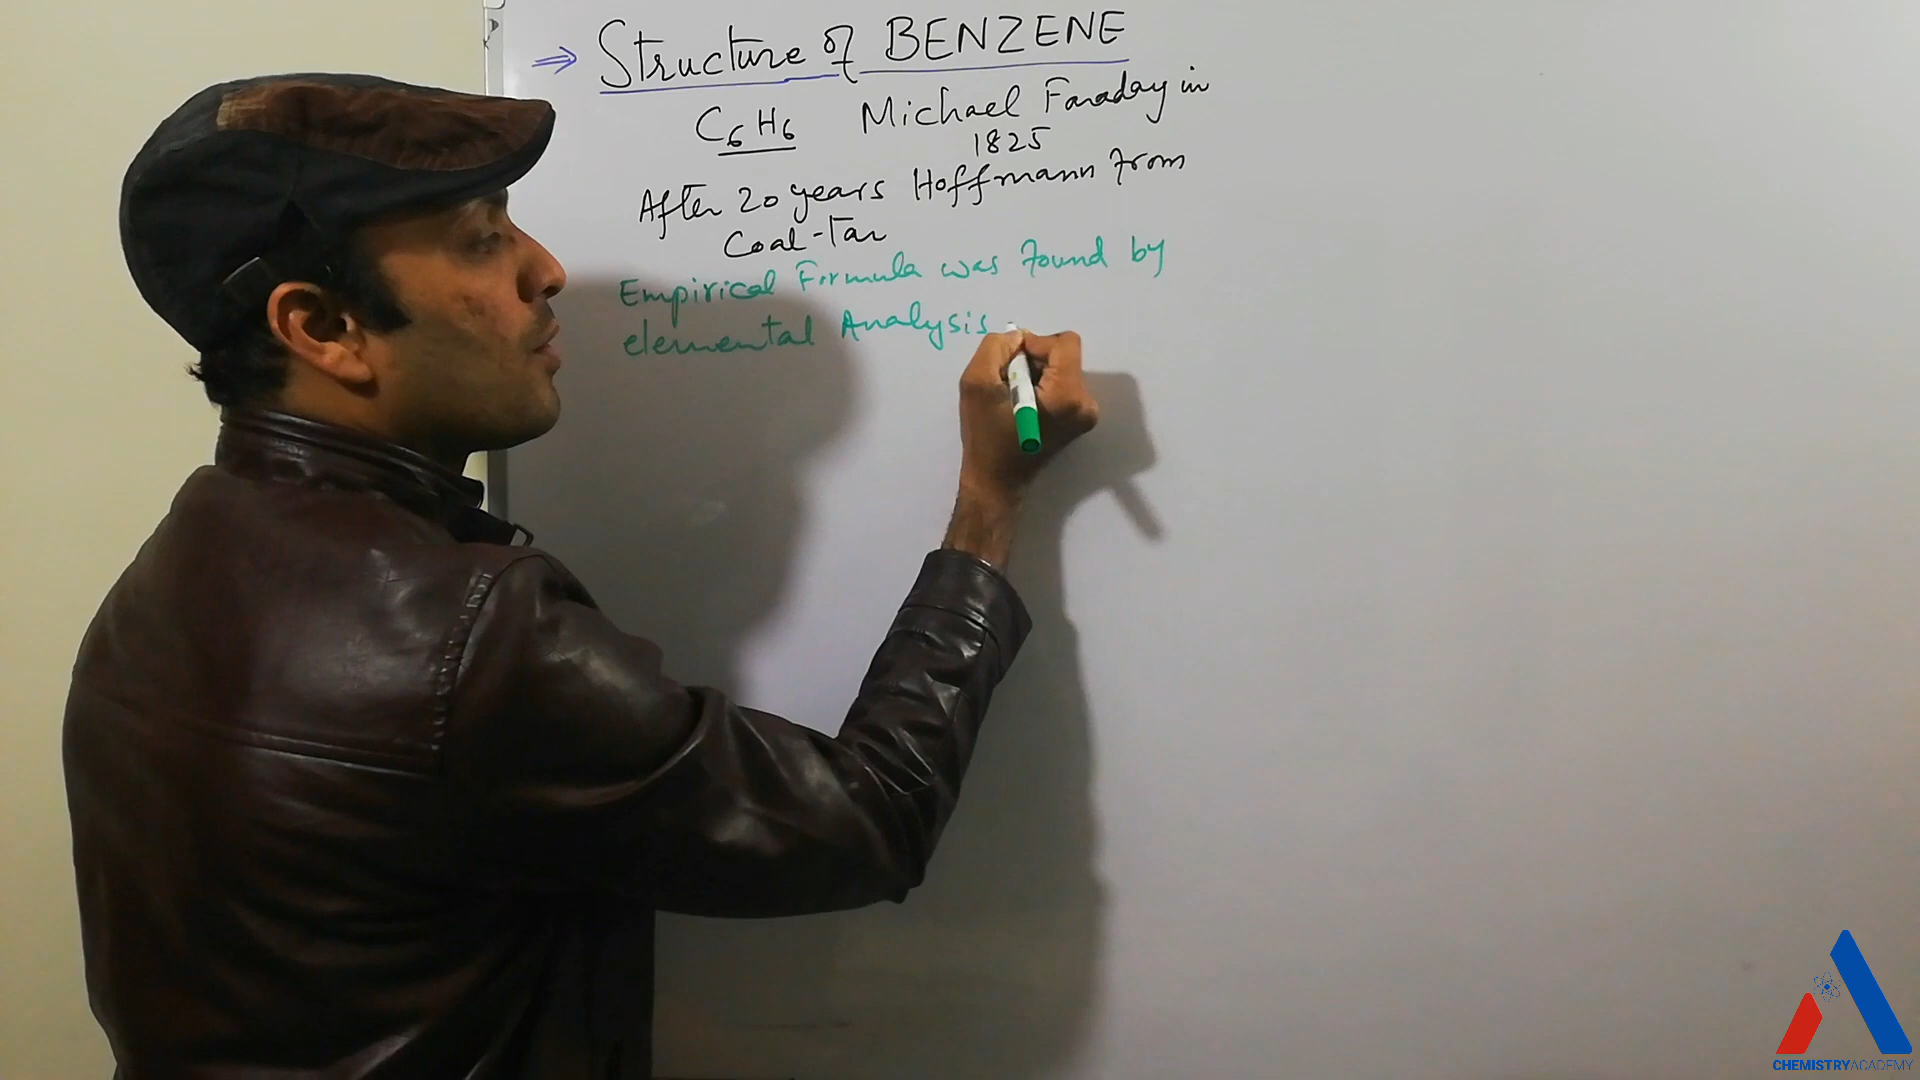 ⇒ Structure of BENZENE
C₆H₆ Michael Faraday in
1825
After 20 years Hoffmann from
Coal-Tar
Empirical Formula was found by
elemental Analysis
CHEMISTRYACADEMY